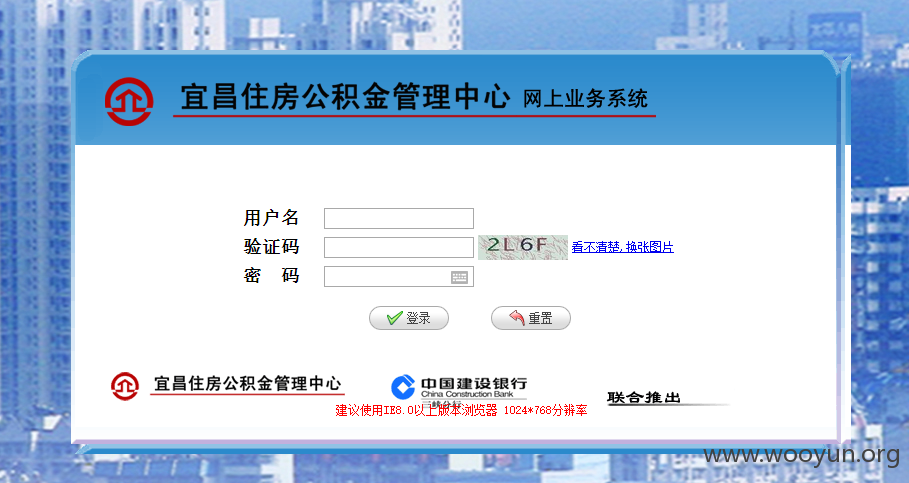 宜昌住房公积金管理中心 网上业务系统
用户名
验证码 2L6F 看不清楚,换张图片
密 码
登录 重置
宜昌住房公积金管理中心 中国建设银行
China Construction Bank
联合推出
建议使用IE8.0以上版本浏览器 1024*768分辨率
www.wooyun.org